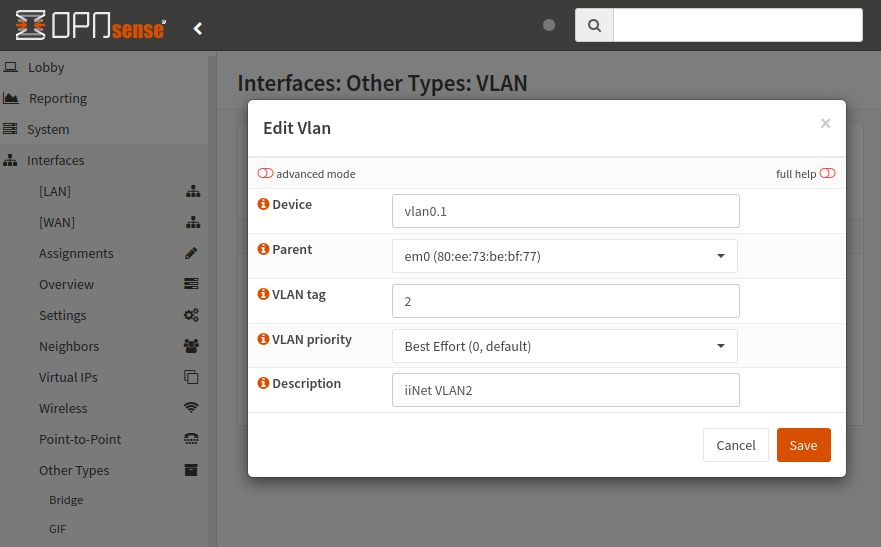 OPNsense
Lobby
Reporting
System
Interfaces
[LAN]
[WAN]
Assignments
Overview
Settings
Neighbors
Virtual IPs
Wireless
Point-to-Point
Other Types
Bridge
GIF
Interfaces: Other Types: VLAN
Edit Vlan
×
advanced mode
full help
Device
vlan0.1
Parent
em0 (80:ee:73:be:bf:77)
VLAN tag
2
VLAN priority
Best Effort (0, default)
Description
iiNet VLAN2
Cancel
Save